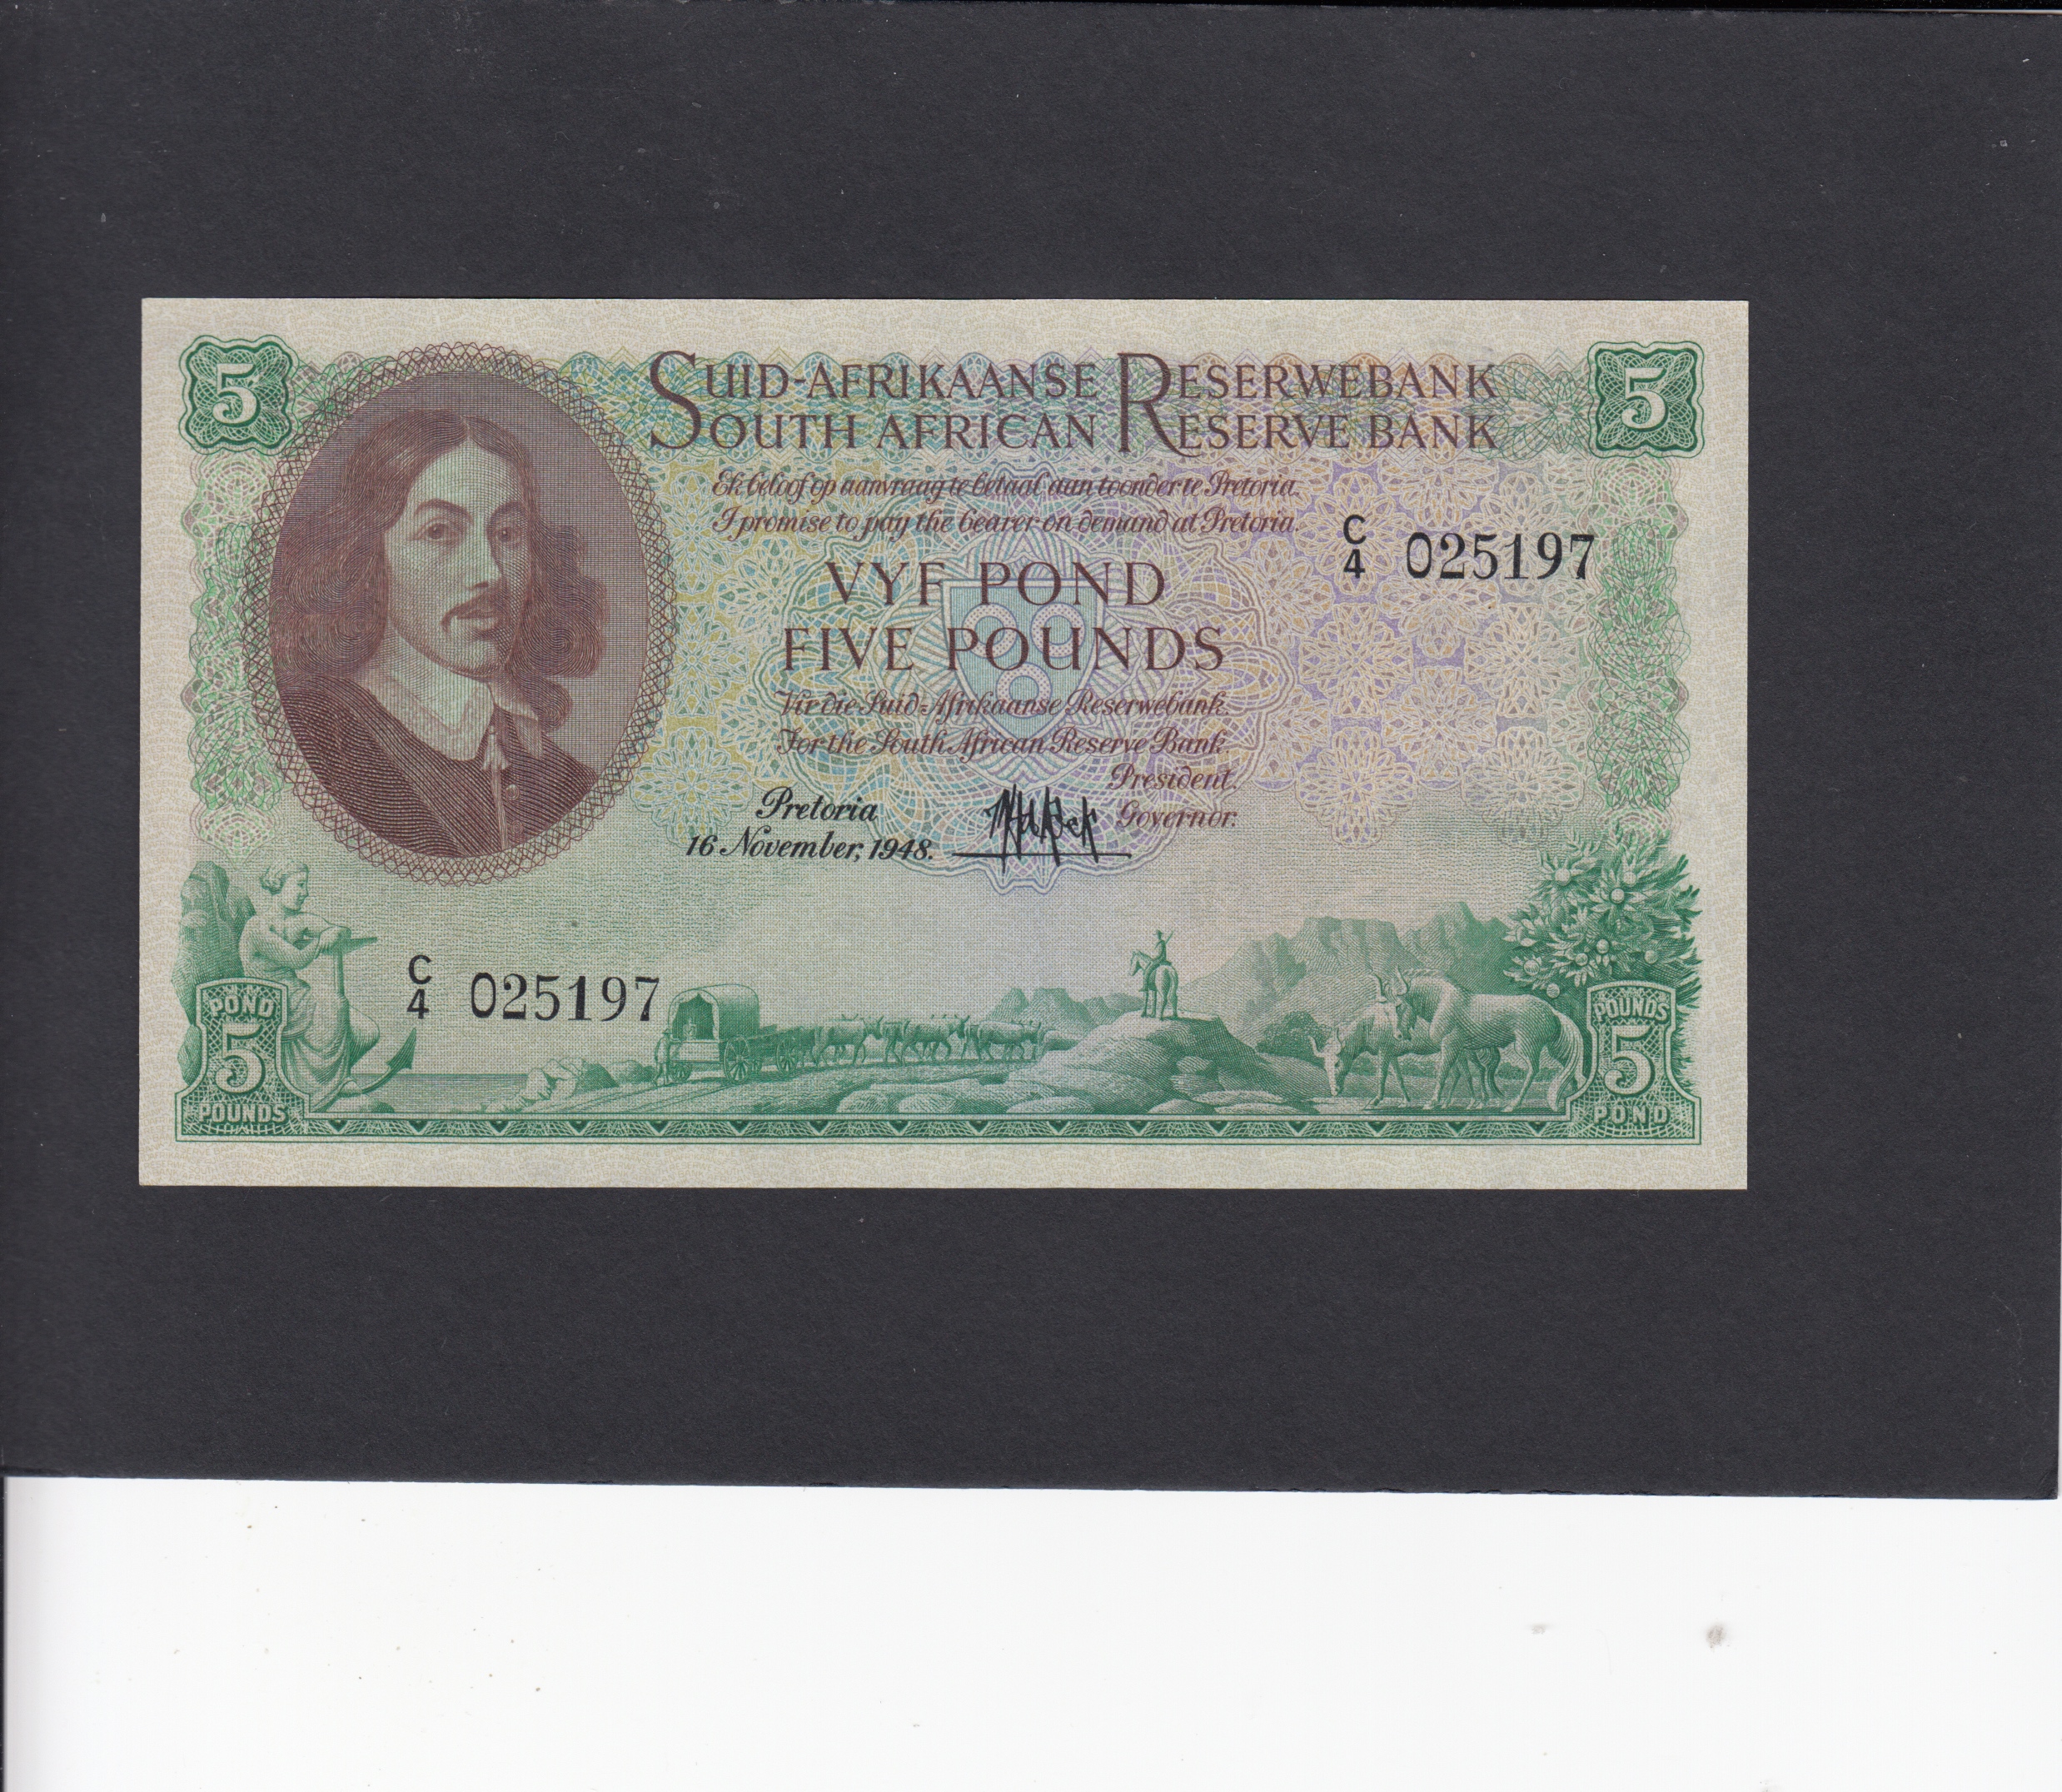 5
SUID-AFRIKAANSE RESERWEBANK
SOUTH AFRICAN RESERVE BANK
5
Ek beloof op aanvraag te betaal aan toonder te Pretoria.
I promise to pay the bearer on demand at Pretoria.
C/4 025197
VYF POND
FIVE POUNDS
Vir die Suid-Afrikaanse Reserwebank
For the South African Reserve Bank
President.
Governor.
Pretoria
16 November, 1948.
C/4 025197
POND
5
POUNDS
POUNDS
5
POND